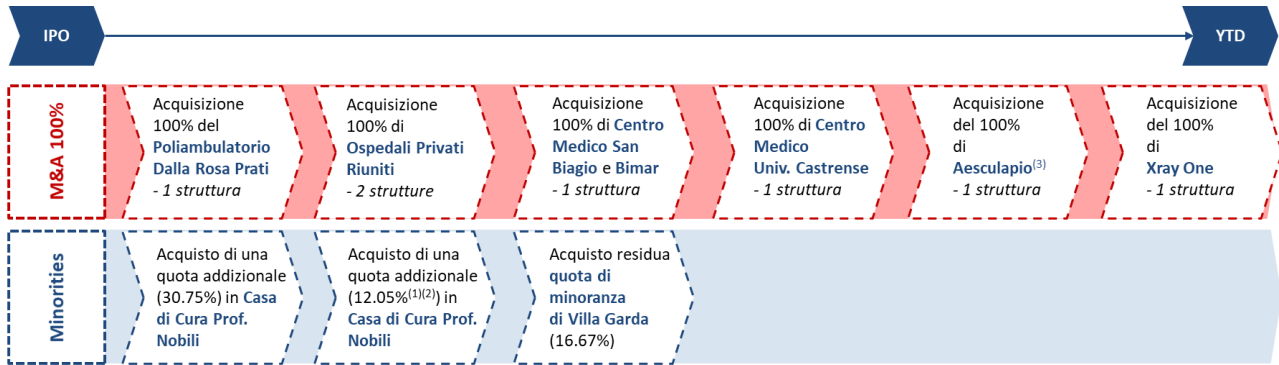 IPO
YTD
M&A 100%
Acquisizione
100% del
Poliambulatorio
Dalla Rosa Prati
- 1 struttura
Acquisizione
100% di
Ospedali Privati
Riuniti
- 2 strutture
Acquisizione
100% di Centro
Medico San
Biagio e Bimar
- 1 struttura
Acquisizione
100% di Centro
Medico
Univ. Castrense
- 1 struttura
Acquisizione
del 100%
di
Aesculapio(3)
- 1 struttura
Acquisizione
del 100%
di
Xray One
- 1 struttura
Minorities
Acquisto di una
quota addizionale
(30.75%) in Casa
di Cura Prof.
Nobili
Acquisto di una
quota addizionale
(12.05%(1)(2)) in
Casa di Cura Prof.
Nobili
Acquisto residua
quota di
minoranza
di Villa Garda
(16.67%)